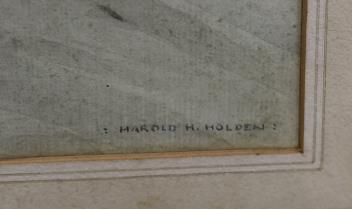 : HAROLD H. HOLDEN :